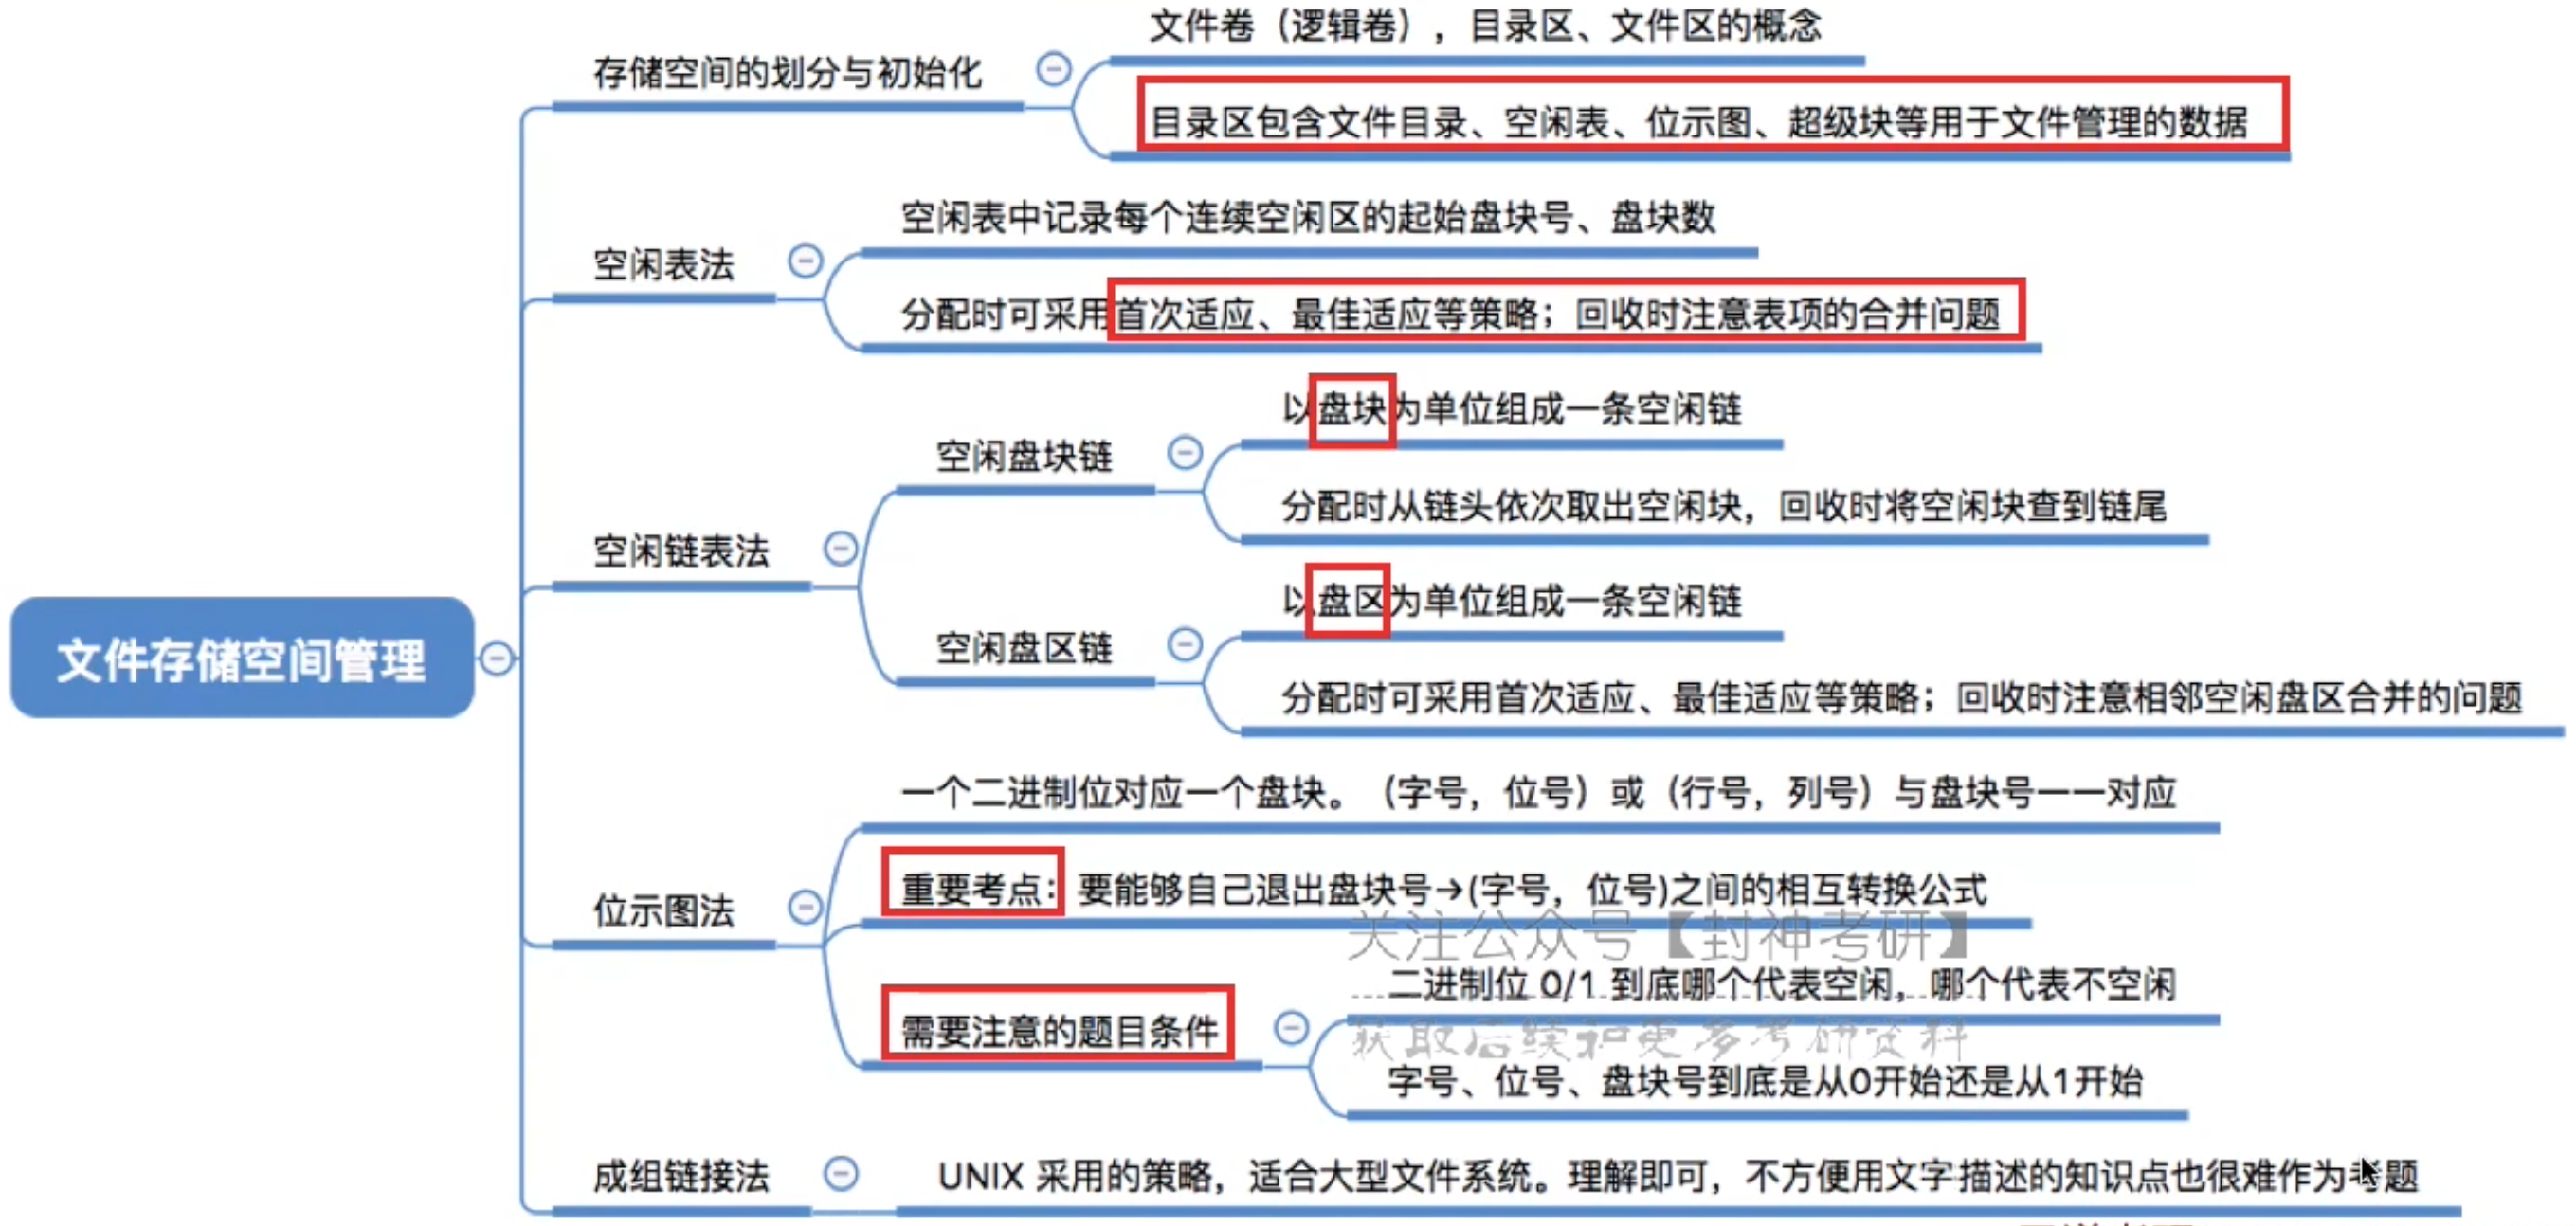 文件存储空间管理
存储空间的划分与初始化
文件卷（逻辑卷），目录区、文件区的概念
目录区包含文件目录、空闲表、位示图、超级块等用于文件管理的数据
空闲表法
空闲表中记录每个连续空闲区的起始盘块号、盘块数
分配时可采用首次适应、最佳适应等策略；回收时注意表项的合并问题
空闲链表法
空闲盘块链
以盘块为单位组成一条空闲链
分配时从链头依次取出空闲块，回收时将空闲块查到链尾
空闲盘区链
以盘区为单位组成一条空闲链
分配时可采用首次适应、最佳适应等策略；回收时注意相邻空闲盘区合并的问题
位示图法
一个二进制位对应一个盘块。（字号，位号）或（行号，列号）与盘块号一一对应
重要考点：要能够自己退出盘块号→(字号，位号)之间的相互转换公式
关注公众号【封神考研】
需要注意的题目条件
二进制位 0/1 到底哪个代表空闲，哪个代表不空闲
获取后续和更多考研资料
字号、位号、盘块号到底是从0开始还是从1开始
成组链接法
UNIX 采用的策略，适合大型文件系统。理解即可，不方便用文字描述的知识点也很难作为考题